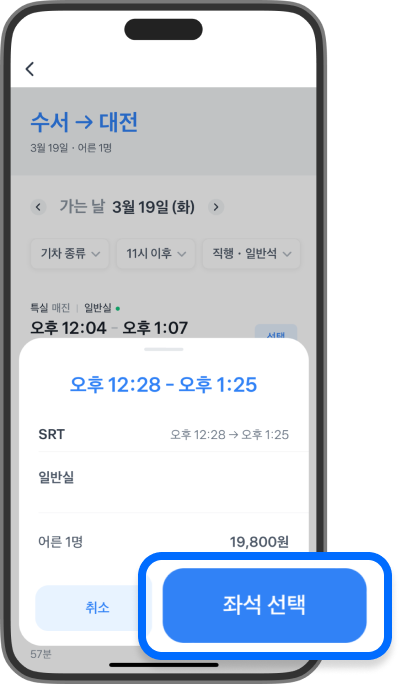 수서 → 대전
3월 19일 · 어른 1명
가는 날 3월 19일 (화)
기차 종류 11시 이후 직행 · 일반석
특실 매진 | 일반실
오후 12:04 - 오후 1:07
선택
오후 12:28 - 오후 1:25
SRT 오후 12:28 → 오후 1:25
일반실
어른 1명 19,800원
취소 좌석 선택
57분